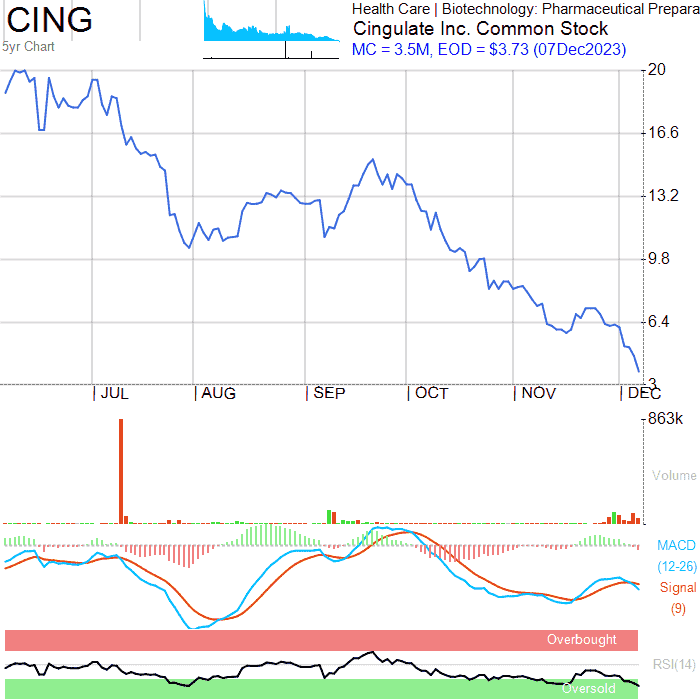 CING
5yr Chart
Health Care | Biotechnology: Pharmaceutical Prepara
Cingulate Inc. Common Stock
MC = 3.5M, EOD = $3.73 (07Dec2023)
20
16.6
13.2
9.8
6.4
3
JUL AUG SEP OCT NOV DEC
863k
Volume
MACD
(12-26)
Signal
(9)
Overbought
RSI(14)
Oversold